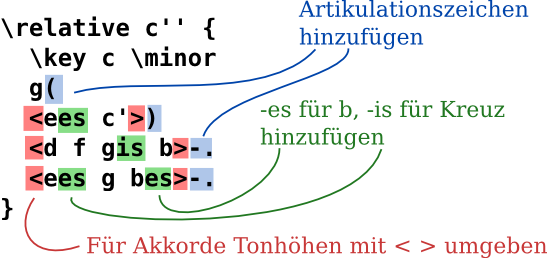 Artikulationszeichen
hinzufügen
\relative c'' {
\key c \minor
g(
<ees c'>)
<d f gis b>-.
<ees g bes>-.
}
-es für b, -is für Kreuz
hinzufügen
Für Akkorde Tonhöhen mit < > umgeben